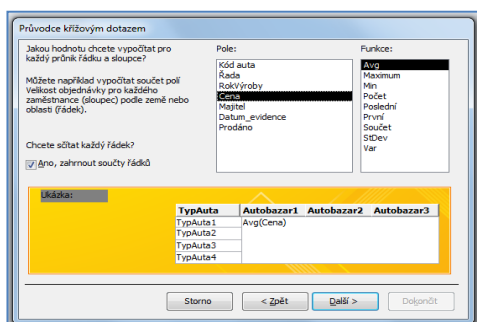 Průvodce křížovým dotazem
Jakou hodnotu chcete vypočítat pro
každý průnik řádku a sloupce?
Můžete například vypočítat součet polí
Velikost objednávky pro každého
zaměstnance (sloupec) podle země nebo
oblasti (řádek).
Chcete sčítat každý řádek?
Ano, zahrnout součty řádků
Pole:
Kód auta
Řada
RokVýroby
Cena
Majitel
Datum_evidence
Prodáno
Funkce:
Avg
Maximum
Min
Počet
Poslední
První
Součet
StDev
Var
Ukázka:
TypAuta Autobazar1 Autobazar2 Autobazar3
TypAuta1 Avg(Cena)
TypAuta2
TypAuta3
TypAuta4
Storno < Zpět Další > Dokončit